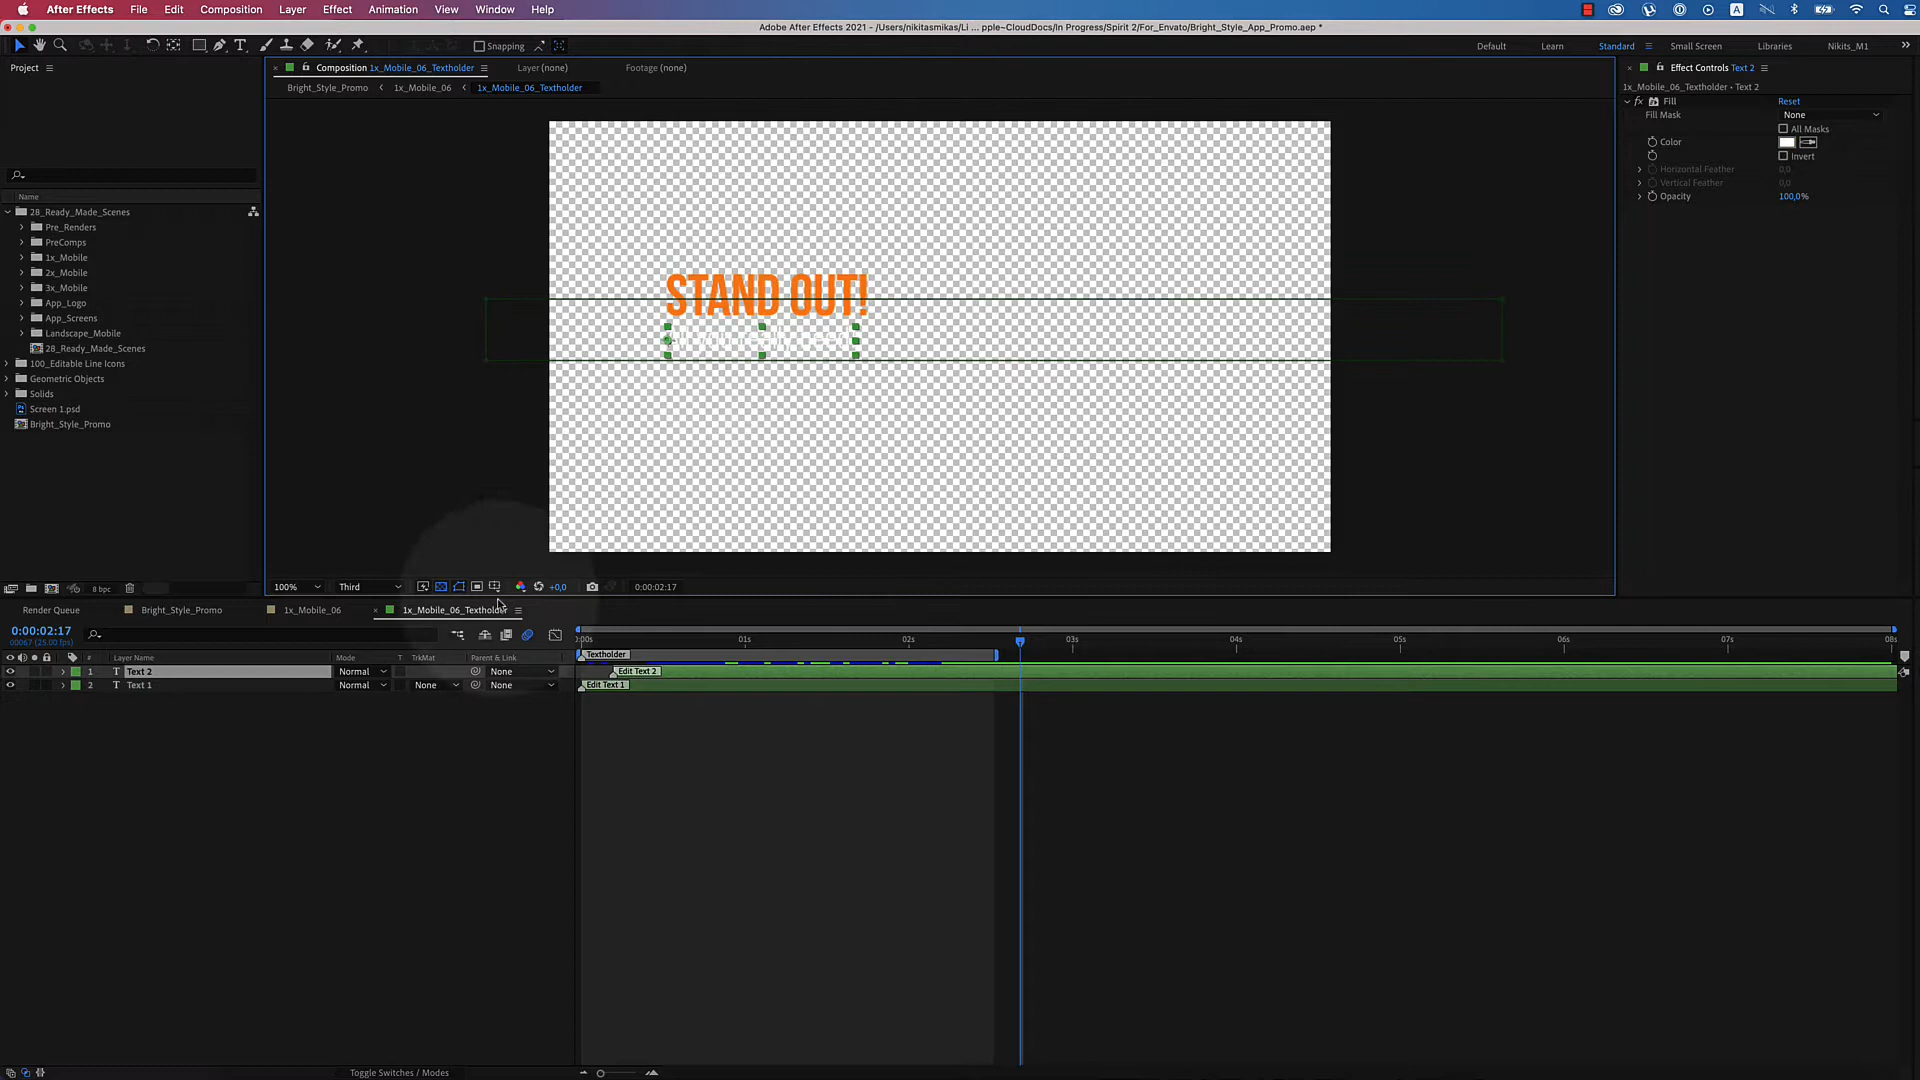 After Effects File Edit Composition Layer Effect Animation View Window Help
Adobe After Effects 2021 - /Users/nikitasmikas/Li ... pple~CloudDocs/In Progress/Spirit 2/For_Envato/Bright_Style_App_Promo.aep *
Snapping Default Learn Standard Small Screen Libraries Nikits_M1
Project Composition 1x_Mobile_06_Textholder Layer (none) Footage (none) Effect Controls Text 2
Bright_Style_Promo 1x_Mobile_06 1x_Mobile_06_Textholder 1x_Mobile_06_Textholder • Text 2
Fill Reset
Fill Mask None
All Masks
Color
Invert
Horizontal Feather 0,0
Vertical Feather 0,0
Opacity 100,0%
Name
28_Ready_Made_Scenes
Pre_Renders
PreComps
1x_Mobile
2x_Mobile
3x_Mobile
App_Logo
App_Screens
Landscape_Mobile
28_Ready_Made_Scenes
100_Editable Line Icons
Geometric Objects
Solids
Screen 1.psd
Bright_Style_Promo
STAND OUT!
8 bpc 100% Third +0,0 0:00:02:17
Render Queue Bright_Style_Promo 1x_Mobile_06 1x_Mobile_06_Textholder
0:00:02:17
00067 (25.00 fps)
:00s 01s 02s 03s 04s 05s 06s 07s 08s
# Layer Name Mode T TrkMat Parent & Link Textholder
1 T Text 2 Normal None Edit Text 2
2 T Text 1 Normal None None Edit Text 1
Toggle Switches / Modes